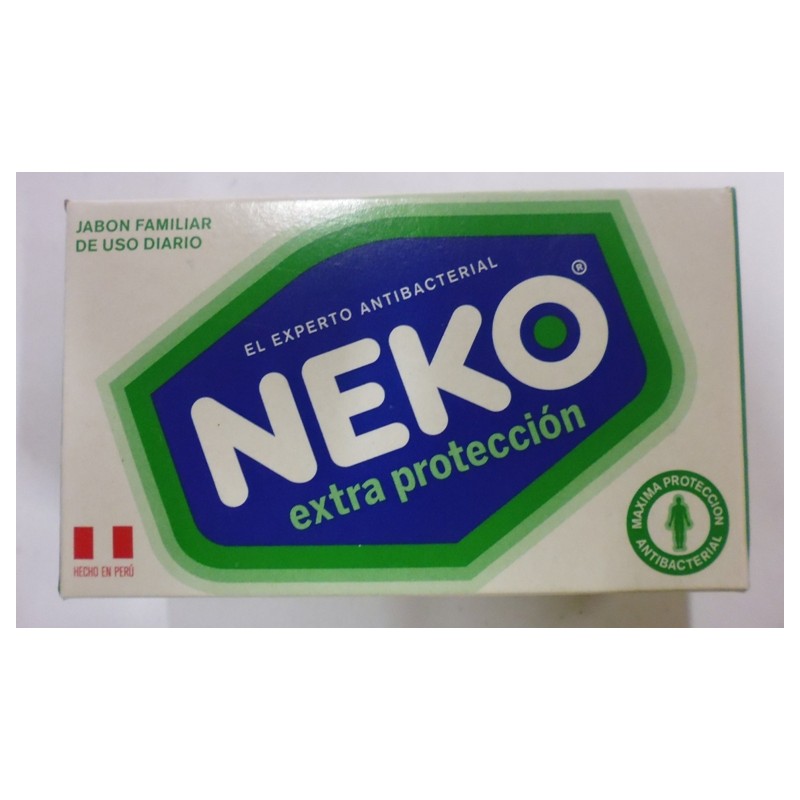 JABON FAMILIAR
DE USO DIARIO
EL EXPERTO ANTIBACTERIAL
NEKO®
extra protección
HECHO EN PERÚ
MAXIMA PROTECCION
ANTIBACTERIAL